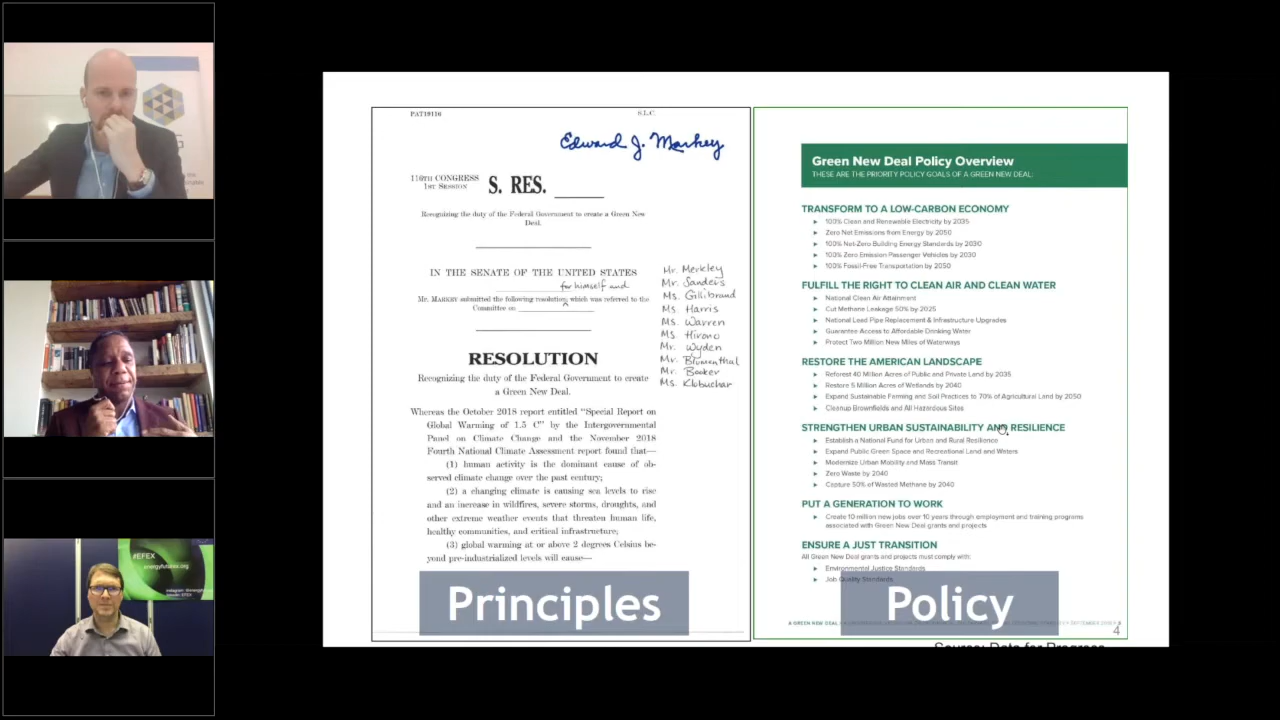 #EFEX
energyfutures.org
PAT19116
S.L.C.
Edward J. Markey
116TH CONGRESS
1ST SESSION
S. RES.
Recognizing the duty of the Federal Government to create a Green New
Deal.
IN THE SENATE OF THE UNITED STATES
for himself and
Mr. MARKEY submitted the following resolution, which was referred to the
Committee on
Mr. Merkley
Mr. Sanders
Ms. Gillibrand
Ms. Harris
Ms. Warren
Ms. Hirono
Mr. Wyden
Mr. Blumenthal
Mr. Booker
Ms. Klobuchar
RESOLUTION
Recognizing the duty of the Federal Government to create
a Green New Deal.
Whereas the October 2018 report entitled "Special Report on
Global Warming of 1.5 C" by the Intergovernmental
Panel on Climate Change and the November 2018
Fourth National Climate Assessment report found that—
(1) human activity is the dominant cause of ob-
served climate change over the past century;
(2) a changing climate is causing sea levels to rise
and an increase in wildfires, severe storms, droughts, and
other extreme weather events that threaten human life,
healthy communities, and critical infrastructure;
(3) global warming at or above 2 degrees Celsius be-
yond pre-industrialized levels will cause—
Principles
Green New Deal Policy Overview
THESE ARE THE PRIORITY POLICY GOALS OF A GREEN NEW DEAL:
TRANSFORM TO A LOW-CARBON ECONOMY
100% Clean and Renewable Electricity by 2035
Zero Net Emissions from Energy by 2050
100% Net-Zero Building Energy Standards by 2030
100% Zero Emission Passenger Vehicles by 2030
100% Fossil-Free Transportation by 2050
FULFILL THE RIGHT TO CLEAN AIR AND CLEAN WATER
National Clean Air Attainment
Cut Methane Leakage 50% by 2025
National Lead Pipe Replacement & Infrastructure Upgrades
Guarantee Access to Affordable Drinking Water
Protect Two Million New Miles of Waterways
RESTORE THE AMERICAN LANDSCAPE
Reforest 40 Million Acres of Public and Private Land by 2035
Restore 5 Million Acres of Wetlands by 2040
Expand Sustainable Farming and Soil Practices to 70% of Agricultural Land by 2050
Cleanup Brownfields and All Hazardous Sites
STRENGTHEN URBAN SUSTAINABILITY AND RESILIENCE
Establish a National Fund for Urban and Rural Resilience
Expand Public Green Space and Recreational Land and Waters
Modernize Urban Mobility and Mass Transit
Zero Waste by 2040
Capture 50% of Wasted Methane by 2040
PUT A GENERATION TO WORK
Create 10 million new jobs over 10 years through employment and training programs
associated with Green New Deal grants and projects
ENSURE A JUST TRANSITION
All Green New Deal grants and projects must comply with:
Environmental Justice Standards
Job Quality Standards
Policy
A GREEN NEW DEAL
4
Source: Data for Progress